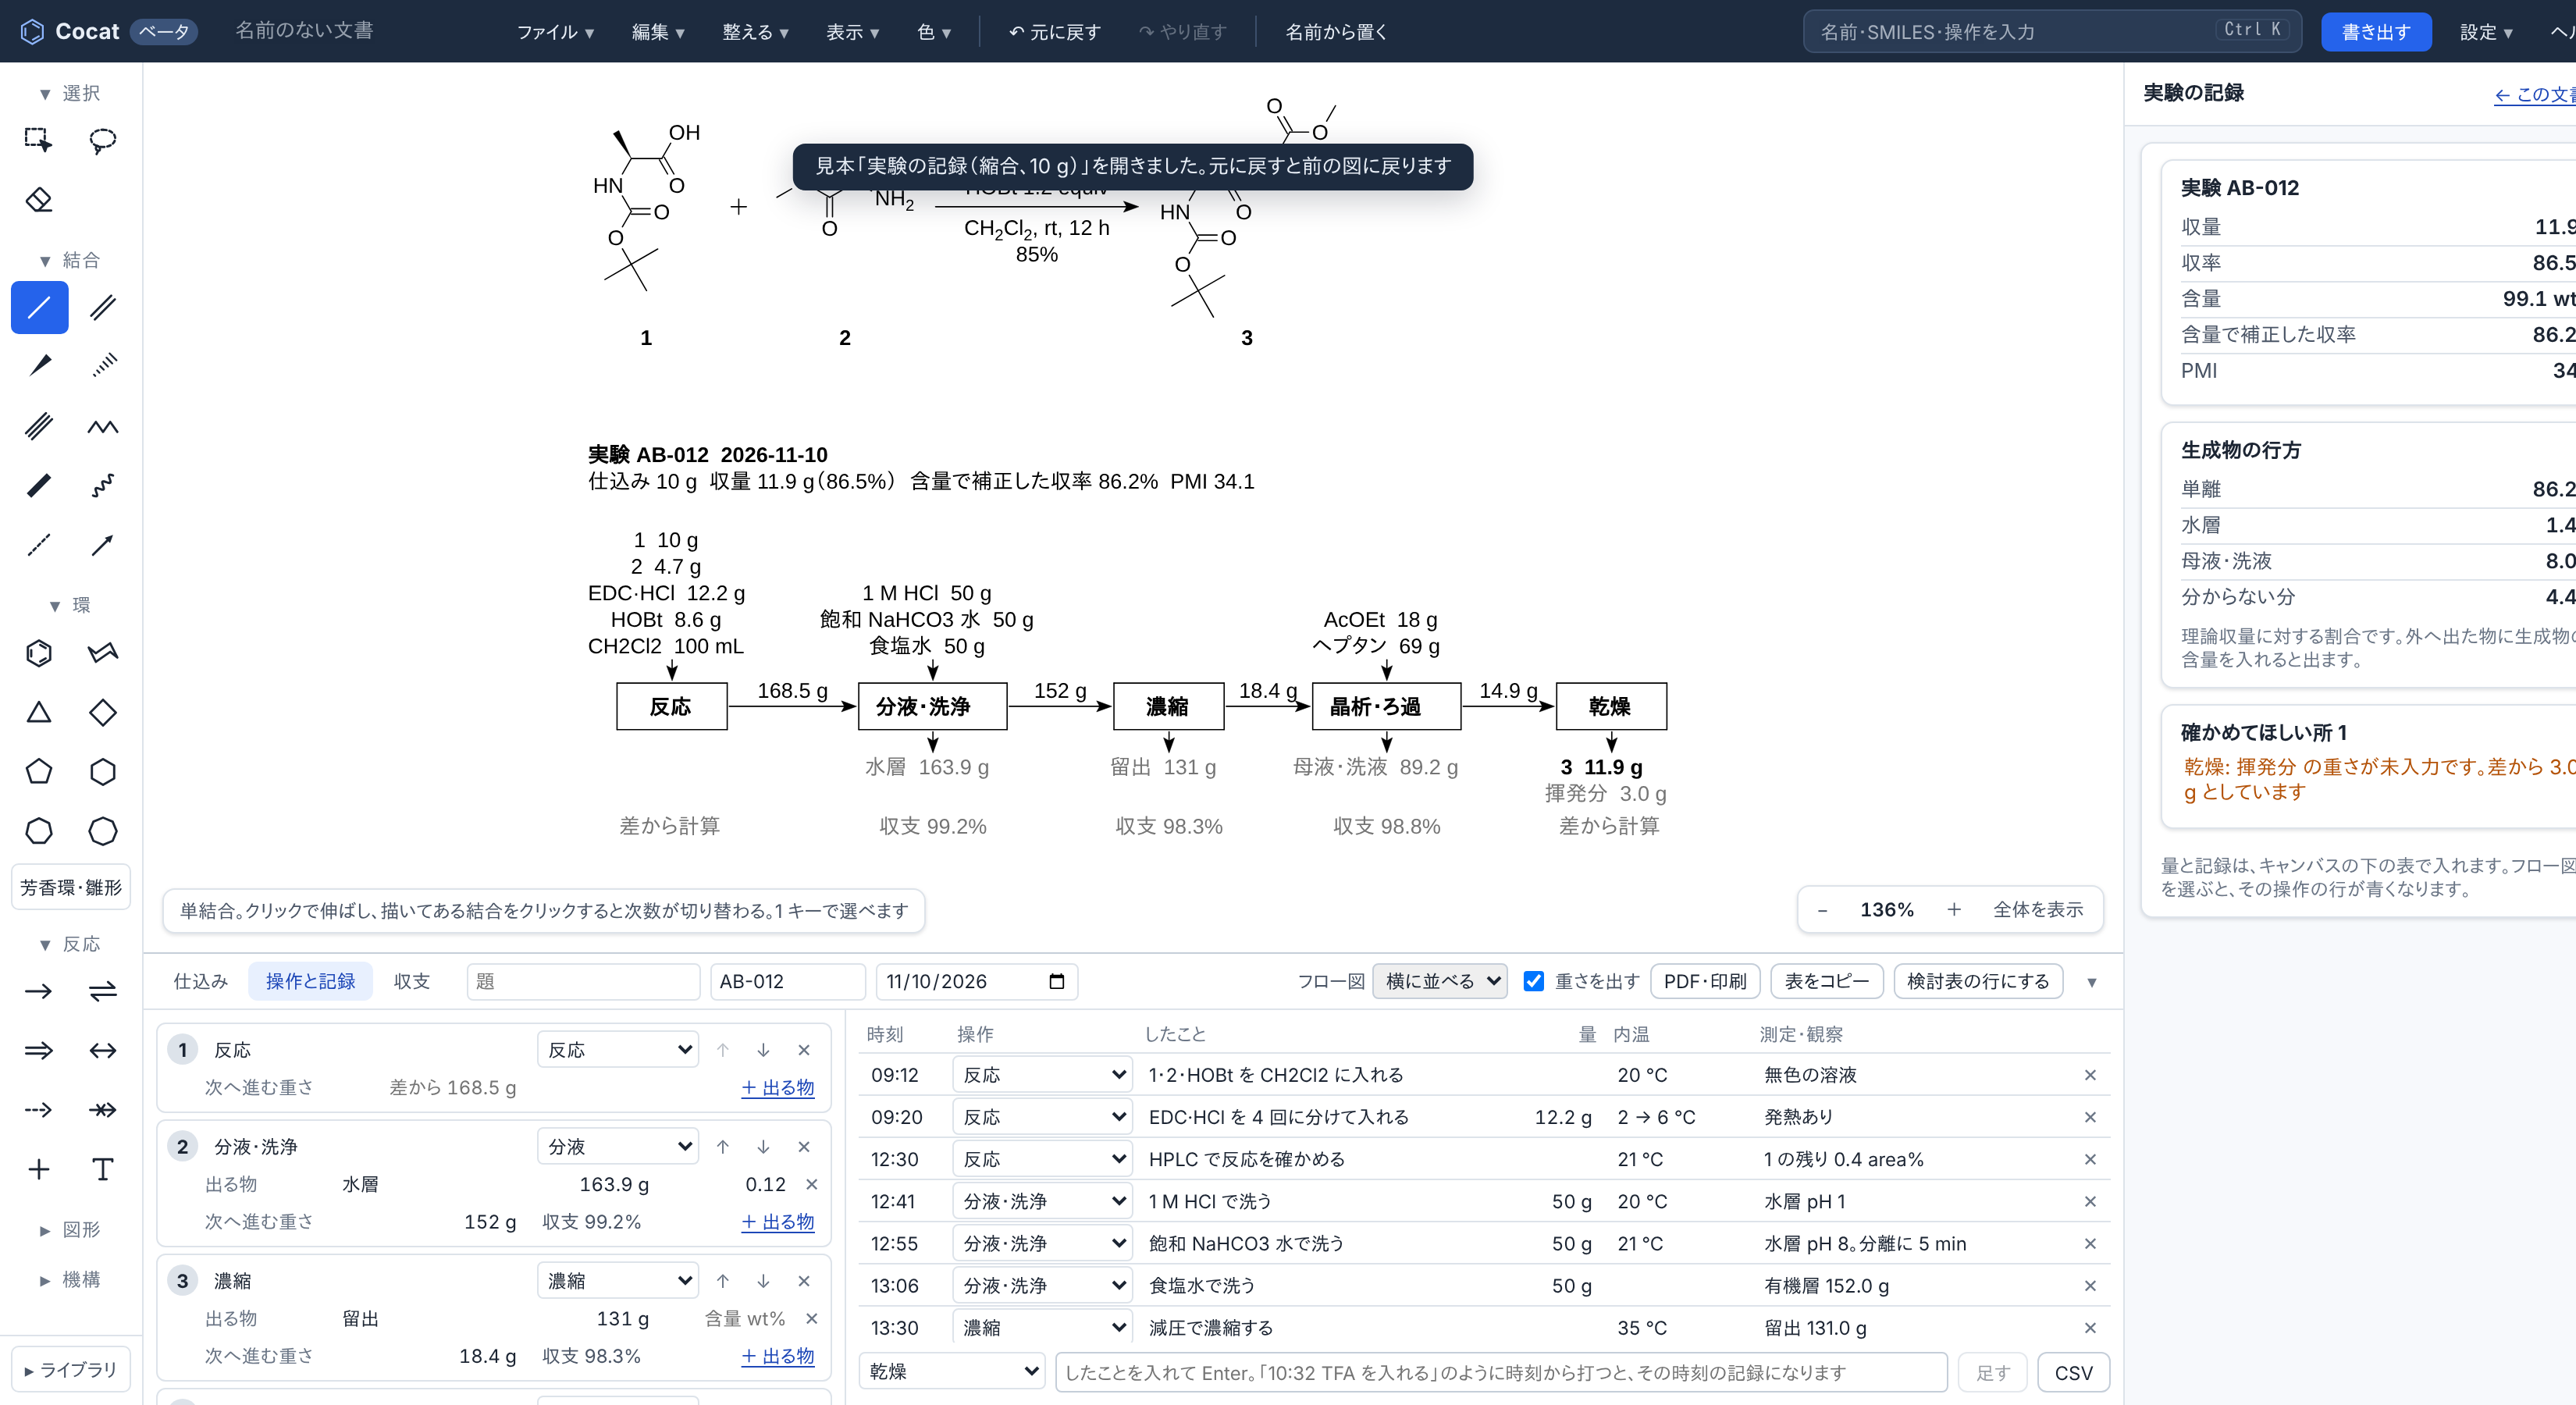 Cocat ベータ 名前のない文書 ファイル ▾ 編集 ▾ 整える ▾ 表示 ▾ 色 ▾ ↶ 元に戻す ↷ やり直す 名前から置く 名前・SMILES・操作を入力 Ctrl K 書き出す 設定 ▾
▼ 選択
▼ 結合
▼ 環
芳香環・雛形
▼ 反応
T
▶ 図形
▶ 機構
▶ ライブラリ
OH
O
HN
O
O
1
+
NH2
O
2
CH2Cl2, rt, 12 h
85%
O
O
HN
O
O
O
3
見本「実験の記録（縮合、10 g）」を開きました。元に戻すと前の図に戻ります
実験 AB-012 2026-11-10
仕込み 10 g 収量 11.9 g（86.5%） 含量で補正した収率 86.2% PMI 34.1
1 10 g
2 4.7 g
EDC·HCl 12.2 g
HOBt 8.6 g
CH2Cl2 100 mL
1 M HCl 50 g
飽和 NaHCO3 水 50 g
食塩水 50 g
AcOEt 18 g
ヘプタン 69 g
反応 168.5 g 分液・洗浄 152 g 濃縮 18.4 g 晶析・ろ過 14.9 g 乾燥
水層 163.9 g 留出 131 g 母液・洗液 89.2 g 3 11.9 g
揮発分 3.0 g
差から計算 収支 99.2% 収支 98.3% 収支 98.8% 差から計算
単結合。クリックで伸ばし、描いてある結合をクリックすると次数が切り替わる。1 キーで選べます
− 136% + 全体を表示
実験の記録
← この文
実験 AB-012
収量 11.9
収率 86.5
含量 99.1
含量で補正した収率 86.2
PMI 34
生成物の行方
単離 86.2
水層 1.4
母液・洗液 8.0
分からない分 4.4
理論収量に対する割合です。外へ出た物に生成物
含量を入れると出ます。
確かめてほしい所 1
乾燥: 揮発分 の重さが未入力です。差から 3.0
g としています
量と記録は、キャンバスの下の表で入れます。フロー図
を選ぶと、その操作の行が青くなります。
仕込み 操作と記録 収支 題 AB-012 11/10/2026 フロー図 横に並べる 重さを出す PDF・印刷 表をコピー 検討表の行にする ▾
1 反応 反応 ↑ ↓ ×
次へ進む重さ 差から 168.5 g + 出る物
2 分液・洗浄 分液 ↑ ↓ ×
出る物 水層 163.9 g 0.12 ×
次へ進む重さ 152 g 収支 99.2% + 出る物
3 濃縮 濃縮 ↑ ↓ ×
出る物 留出 131 g 含量 wt% ×
次へ進む重さ 18.4 g 収支 98.3% + 出る物
時刻 操作 したこと 量 内温 測定・観察
09:12 反応 1・2・HOBt を CH2Cl2 に入れる 20 °C 無色の溶液 ×
09:20 反応 EDC·HCl を 4 回に分けて入れる 12.2 g 2 → 6 °C 発熱あり ×
12:30 反応 HPLC で反応を確かめる 21 °C 1 の残り 0.4 area% ×
12:41 分液・洗浄 1 M HCl で洗う 50 g 20 °C 水層 pH 1 ×
12:55 分液・洗浄 飽和 NaHCO3 水で洗う 50 g 21 °C 水層 pH 8。分離に 5 min ×
13:06 分液・洗浄 食塩水で洗う 50 g 有機層 152.0 g ×
13:30 濃縮 減圧で濃縮する 35 °C 留出 131.0 g ×
乾燥 したことを入れて Enter。「10:32 TFA を入れる」のように時刻から打つと、その時刻の記録になります 足す CSV